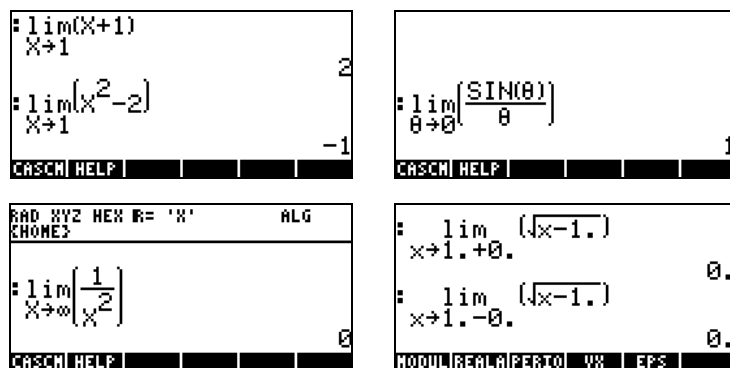 :lim(X+1)
X→1
2
:lim(X²-2)
X→1
-1
CASCM HELP
:lim(SIN(θ)/θ)
θ→0
1
CASCM HELP
RAD XYZ HEX R= 'X' ALG
{HOME}
:lim(1/X²)
X→∞
0
CASCM HELP
: lim (√x-1.)
x→1.+0.
0.
: lim (√x-1.)
x→1.-0.
0.
MODUL REALA PERIO VX EPS